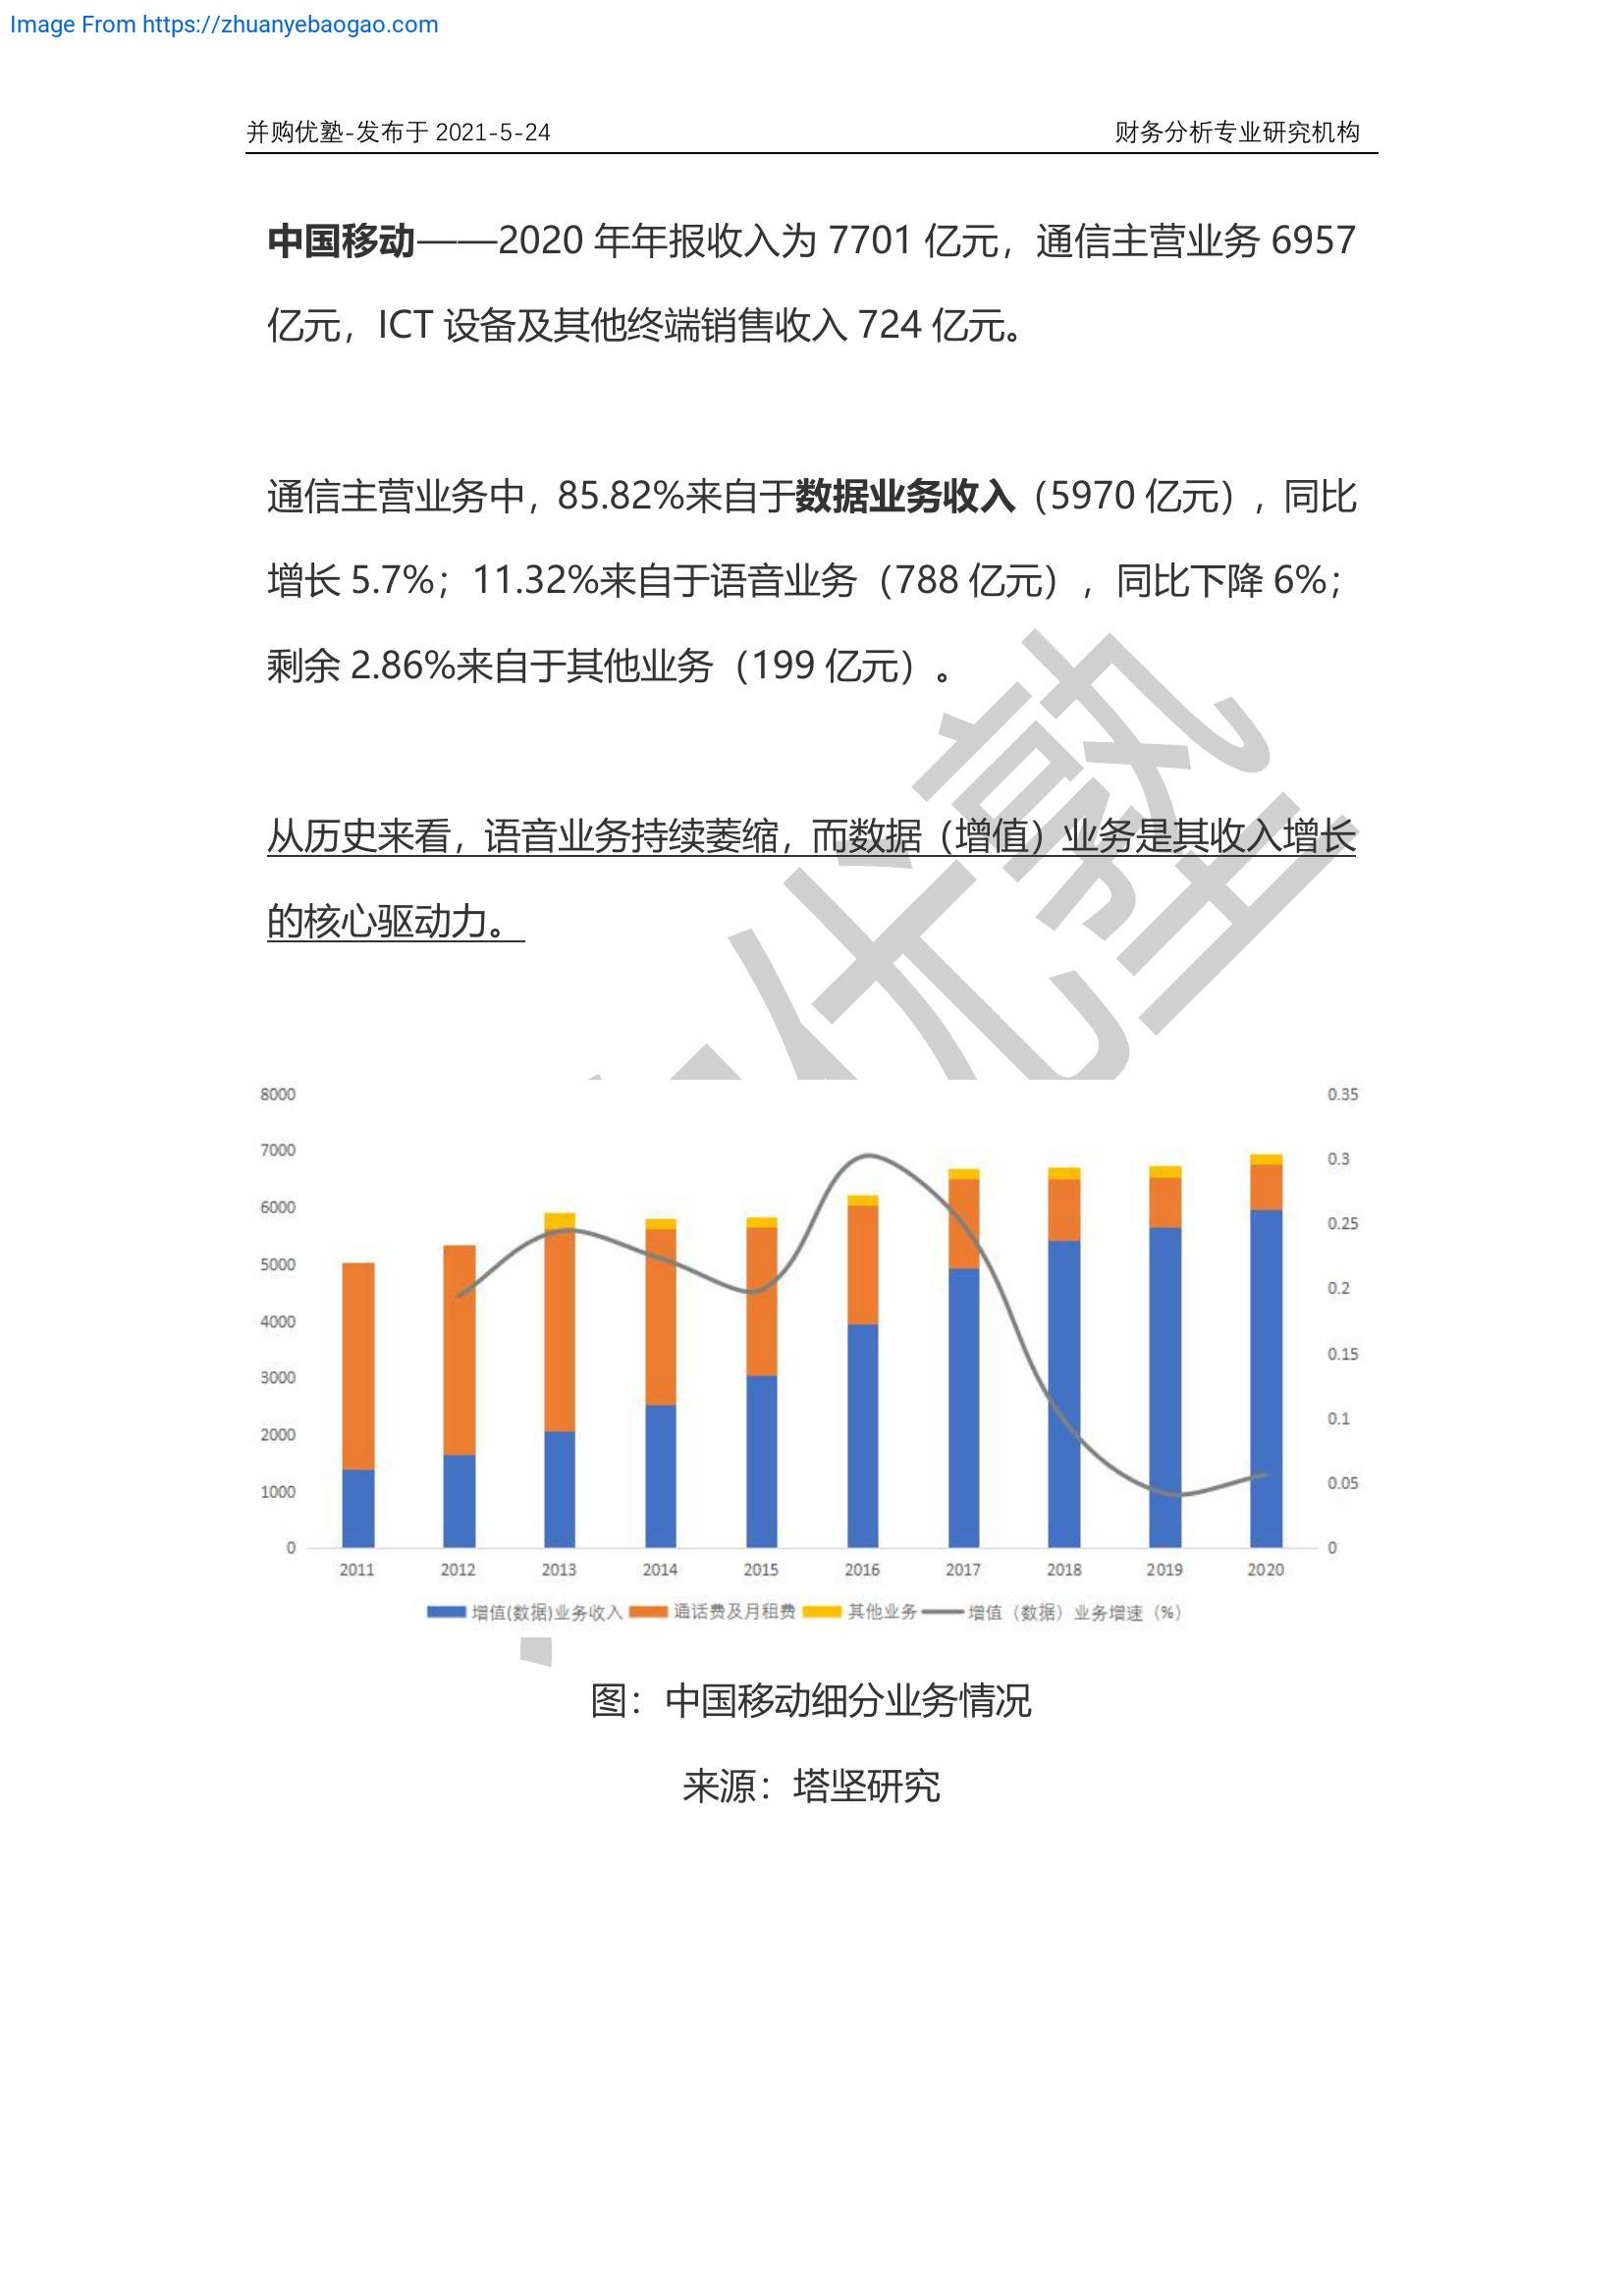 Image From https://zhuanyebaogao.com
并购优塾-发布于 2021-5-24 财务分析专业研究机构
中国移动——2020 年年报收入为 7701 亿元，通信主营业务 6957
亿元，ICT 设备及其他终端销售收入 724 亿元。
通信主营业务中，85.82%来自于数据业务收入（5970 亿元），同比
增长 5.7%；11.32%来自于语音业务（788 亿元），同比下降 6%；
剩余 2.86%来自于其他业务（199 亿元）。
从历史来看，语音业务持续萎缩，而数据（增值）业务是其收入增长
的核心驱动力。
优塾
8000 0.35
7000 0.3
6000 0.25
5000 0.2
4000 0.15
3000 0.1
2000 0.05
1000
0 0
2011 2012 2013 2014 2015 2016 2017 2018 2019 2020
增值(数据)业务收入 通话费及月租费 其他业务 增值（数据）业务增速（%）
图：中国移动细分业务情况
来源：塔坚研究